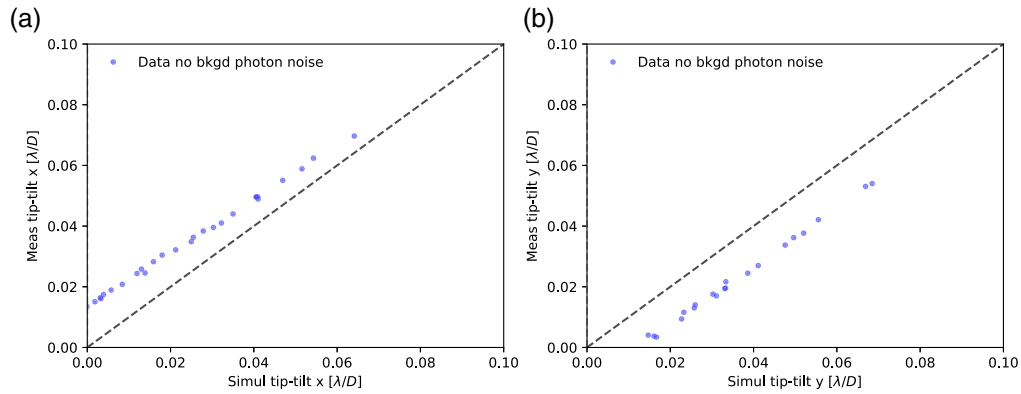 (a)
0.10
0.08
0.06
0.04
0.02
0.00
Meas tip-tilt x [λ/D]
Data no bkgd photon noise
0.00 0.02 0.04 0.06 0.08 0.10
Simul tip-tilt x [λ/D]
(b)
0.10
0.08
0.06
0.04
0.02
0.00
Meas tip-tilt y [λ/D]
Data no bkgd photon noise
0.00 0.02 0.04 0.06 0.08 0.10
Simul tip-tilt y [λ/D]